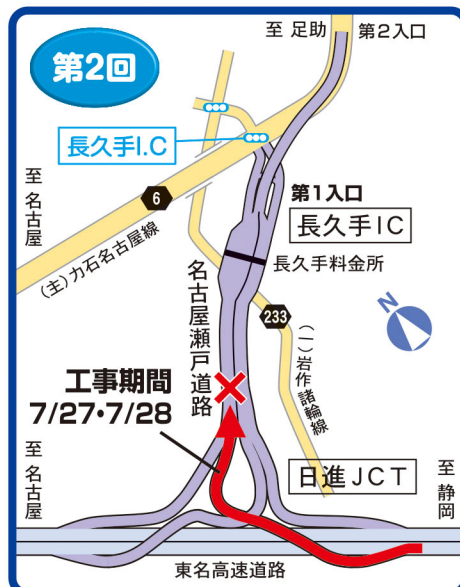 第2回
至 足助
第2入口
長久手I.C
至 名古屋
6
(主)力石名古屋線
第1入口
長久手IC
長久手料金所
名古屋瀬戸道路
N
233
(一)岩作諸輪線
工事期間
7/27・7/28
日進JCT
至 名古屋
至 静岡
東名高速道路